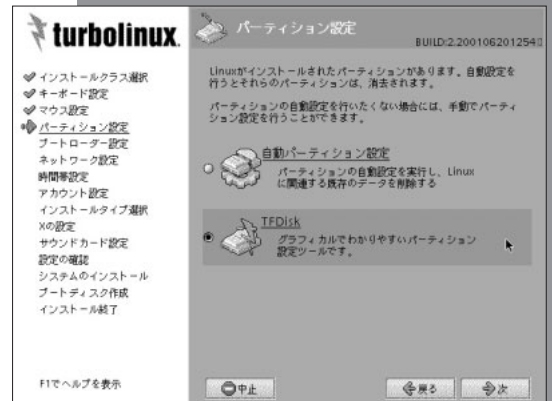 turbolinux.
パーティション設定
BUILD:2.200106201254
インストールクラス選択
キーボード設定
マウス設定
パーティション設定
ブートローダー設定
ネットワーク設定
時間帯設定
アカウント設定
インストールタイプ選択
Xの設定
サウンドカード設定
設定の確認
システムのインストール
ブートディスク作成
インストール終了
F1でヘルプを表示
Linuxがインストールされたパーティションがあります。自動設定を
行うとそれらのパーティションは、消去されます。
パーティションの自動設定を行いたくない場合には、手動でパーティ
ション設定を行うことができます。
自動パーティション設定
パーティションの自動設定を実行し、Linux
に関連する既存のデータを削除する
TFDisk
グラフィカルでわかりやすいパーティション
設定ツールです。
中止
戻る
次